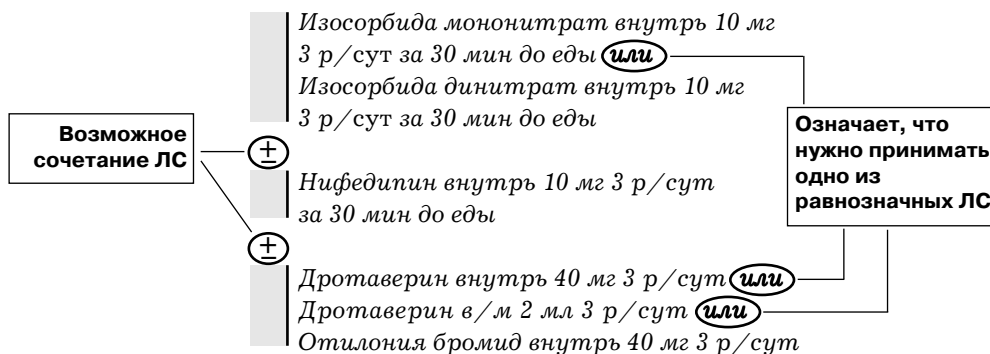 Изосорбида мононитрат внутрь 10 мг
3 р/сут за 30 мин до еды или
Изосорбида динитрат внутрь 10 мг
3 р/сут за 30 мин до еды
Возможное
сочетание ЛС
±
Означает, что
нужно принимать
одно из
равнозначных ЛС
Нифедипин внутрь 10 мг 3 р/сут
за 30 мин до еды
±
Дротаверин внутрь 40 мг 3 р/сут или
Дротаверин в/м 2 мл 3 р/сут или
Отилония бромид внутрь 40 мг 3 р/сут